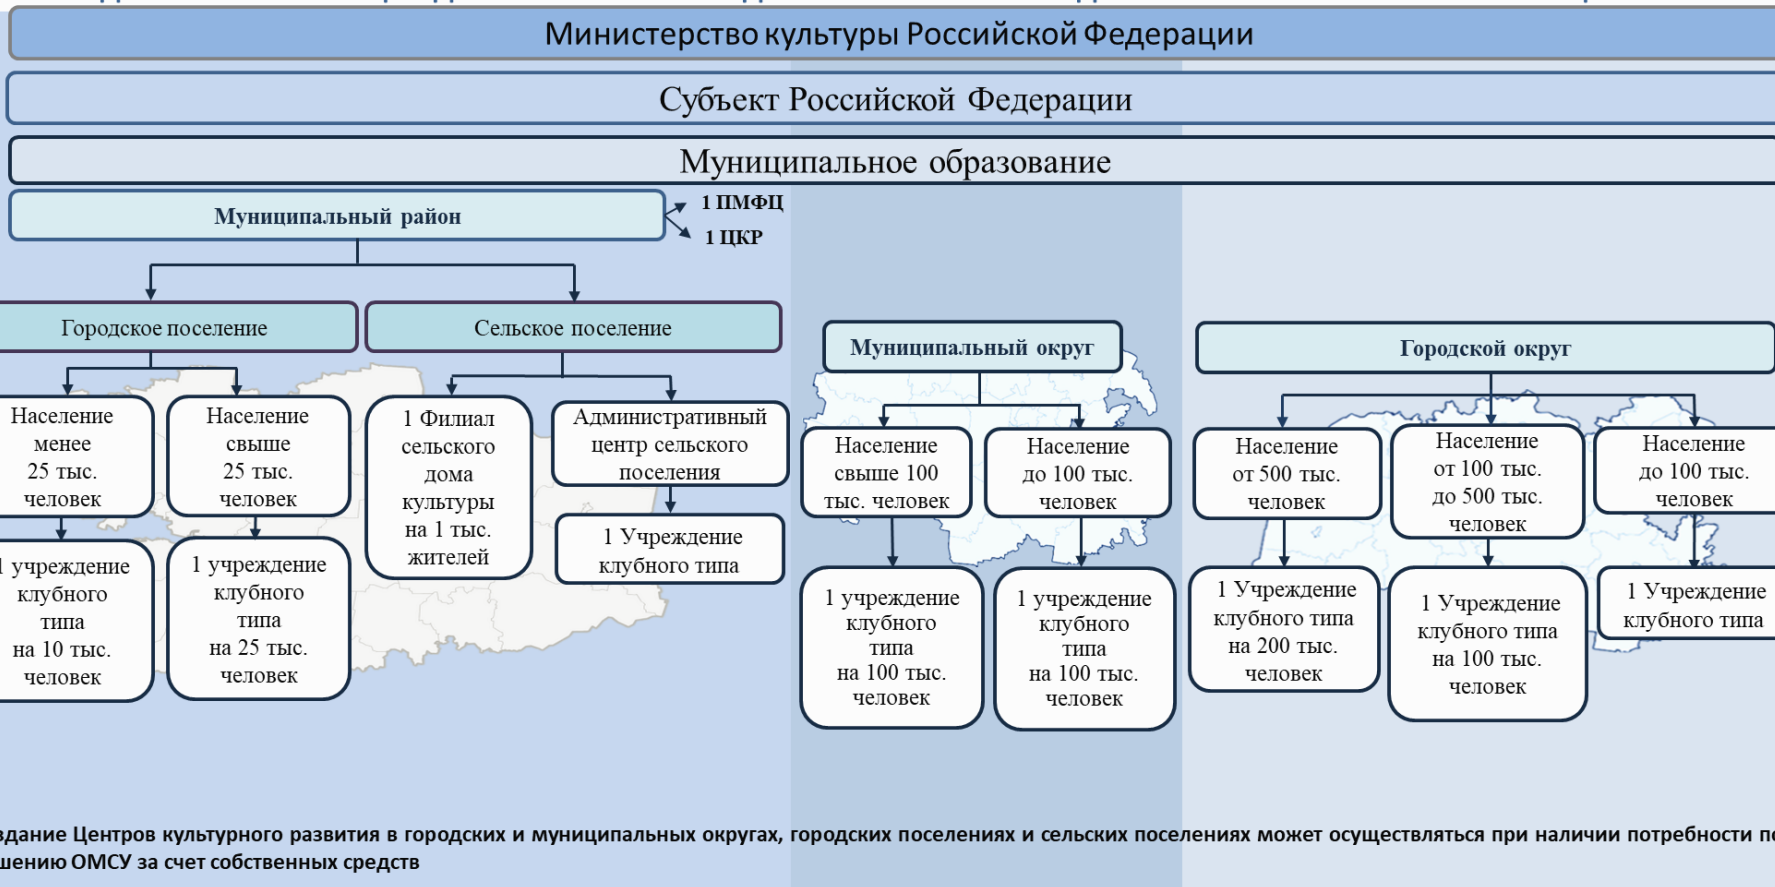 Министерство культуры Российской Федерации
Субъект Российской Федерации
Муниципальное образование
Муниципальный район
1 ПМФЦ
1 ЦКР
Городское поселение
Сельское поселение
Муниципальный округ
Городской округ
Население
менее
25 тыс.
человек
Население
свыше
25 тыс.
человек
1 Филиал
сельского
дома
культуры
на 1 тыс.
жителей
Административный
центр сельского
поселения
Население
свыше 100
тыс. человек
Население
до 100 тыс.
человек
Население
от 500 тыс.
человек
Население
от 100 тыс.
до 500 тыс.
человек
Население
до 100 тыс.
человек
1 учреждение
клубного
типа
на 10 тыс.
человек
1 учреждение
клубного
типа
на 25 тыс.
человек
1 Учреждение
клубного типа
1 учреждение
клубного
типа
на 100 тыс.
человек
1 учреждение
клубного
типа
на 100 тыс.
человек
1 Учреждение
клубного типа
на 200 тыс.
человек
1 Учреждение
клубного типа
на 100 тыс.
человек
1 Учреждение
клубного типа
здание Центров культурного развития в городских и муниципальных округах, городских поселениях и сельских поселениях может осуществляться при наличии потребности по
шению ОМСУ за счет собственных средств